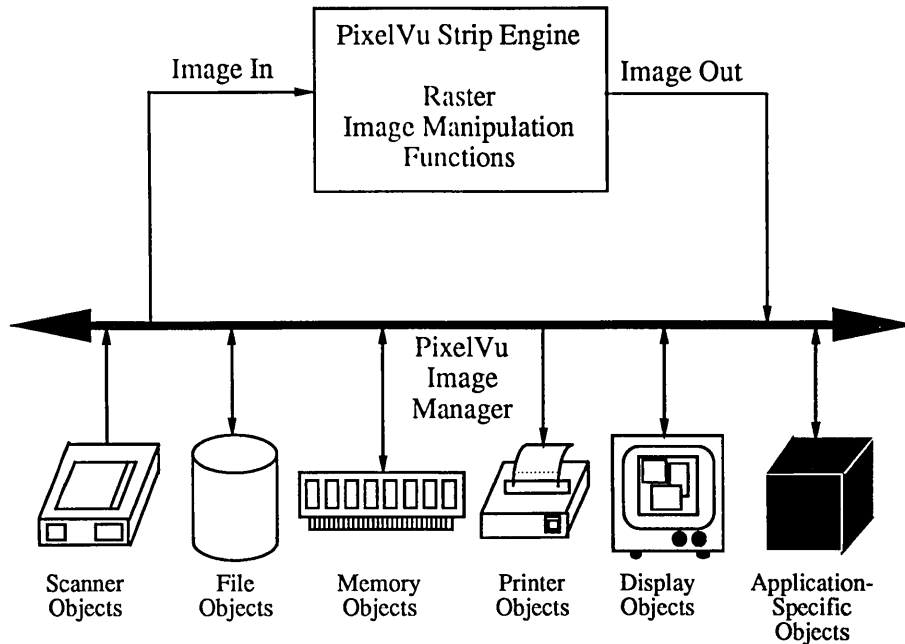 PixelVu Strip Engine
Image In
Image Out
Raster
Image Manipulation
Functions
PixelVu
Image
Manager
Scanner
Objects
File
Objects
Memory
Objects
Printer
Objects
Display
Objects
Application-
Specific
Objects